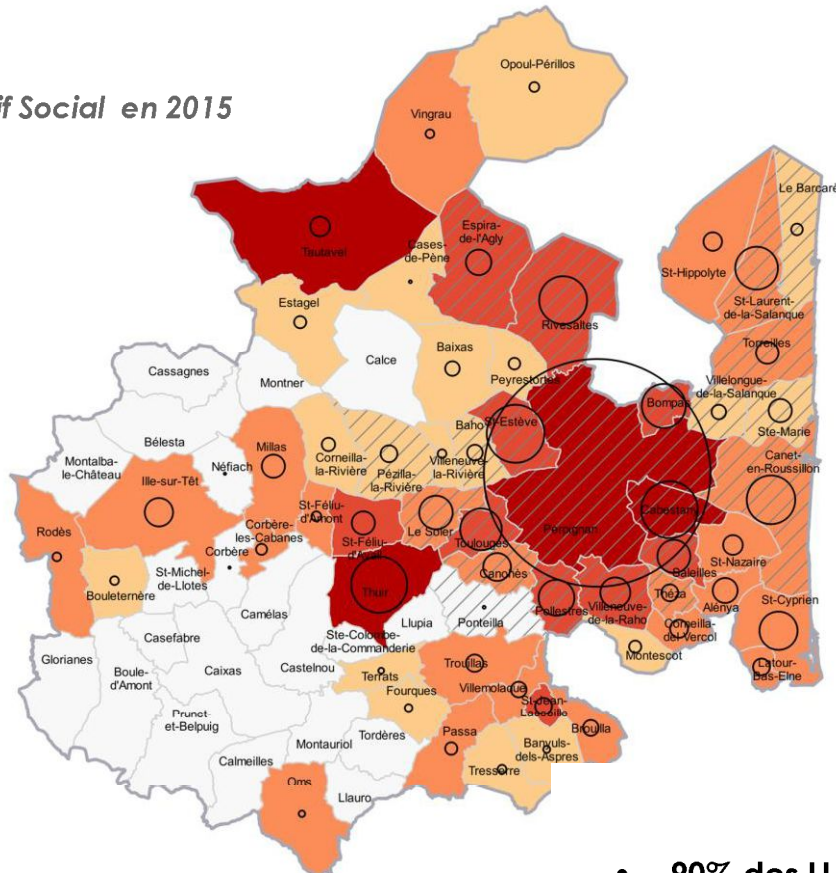 if Social en 2015
Opoul-Périllos
Vingrau
Le Barcarè
Tautavel
Espira-
de-l'Agly
Cases-
de-Pène
St-Hippolyte
St-Laurent-
de-la-Salanque
Estagel
Rivesaltes
Torreilles
Cassagnes
Calce
Baixas
Peyrestortes
Montner
Villelongue-
de-la-Salanque
Bompas
Ste-Marie
Bélesta
Millas
Corneilla-
la-Rivière
Pézilla-
la-Rivière
Baho
Villeneuve-
la-Rivière
St-Estève
Canet-
en-Roussillon
Montalba-
le-Château
Néfiach
Ille-sur-Têt
St-Féliu-
d'Amont
Cabestany
Rodès
Corbère-
les-Cabanes
St-Féliu-
Le Soler
Perpignan
Toulouges
Corbère
St-Nazaire
Saleilles
Canohès
Bouleternère
St-Michel-
de-Llotes
Thuir
Théza
Alénya
St-Cyprien
Pollestres
Villeneuve-
de-la-Raho
Camélas
Llupia
Ponteilla
Corneilla-
del-Vercol
Casefabre
Ste-Colombe-
de-la-Commanderie
Montescot
Glorianes
Boule-
d'Amont
Caixas
Castelnou
Terrats
Trouillas
Latour-
Bas-Elne
Fourques
Villemolaque
St-Jean-
et-Belpuig
Tordères
Passa
Brouilla
Montauriol
Banyuls-
dels-Aspres
Calmeilles
Tresserre
Oms
Llauro
• 90% des